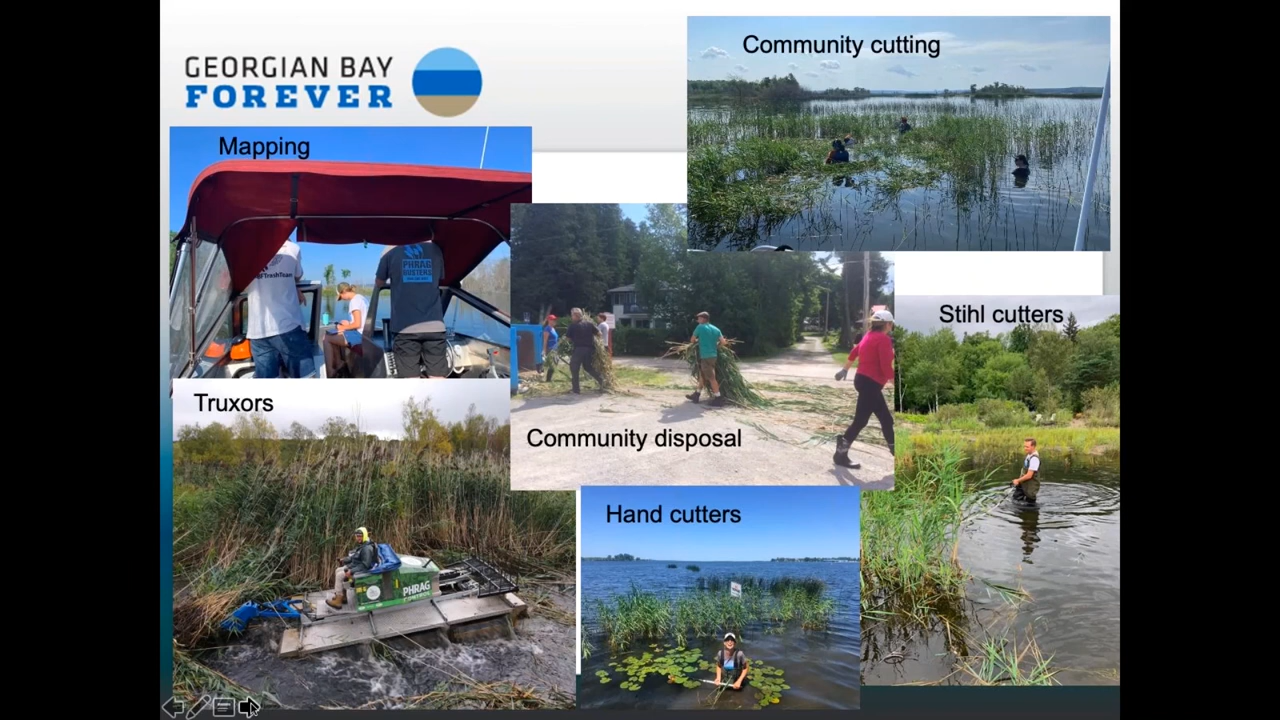 GEORGIAN BAY
FOREVER
Community cutting
Mapping
PHRAG
BUSTERS
Stihl cutters
Truxors
Community disposal
PHRAG
Hand cutters